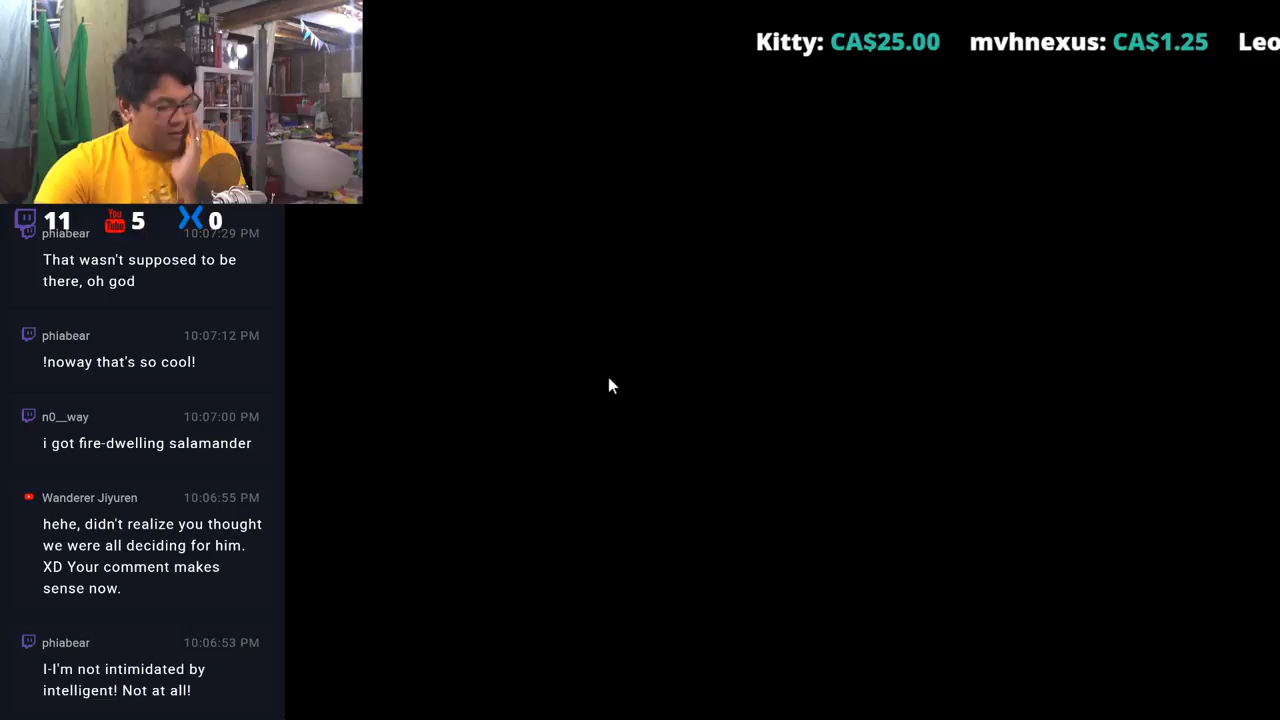 Kitty: CA$25.00 mvhnexus: CA$1.25 Leo
11 You Tube 5 0
phiabear 10:07:29 PM
That wasn't supposed to be
there, oh god
phiabear 10:07:12 PM
!noway that's so cool!
n0__way 10:07:00 PM
i got fire-dwelling salamander
Wanderer Jiyuren 10:06:55 PM
hehe, didn't realize you thought
we were all deciding for him.
XD Your comment makes
sense now.
phiabear 10:06:53 PM
I-I'm not intimidated by
intelligent! Not at all!